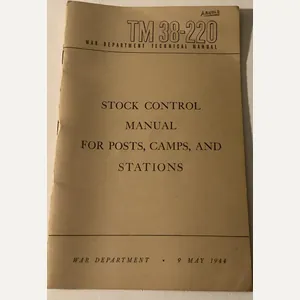 TM 38-220
WAR DEPARTMENT TECHNICAL MANUAL
STOCK CONTROL
MANUAL
FOR POSTS, CAMPS, AND
STATIONS
WAR DEPARTMENT • 9 MAY 1944